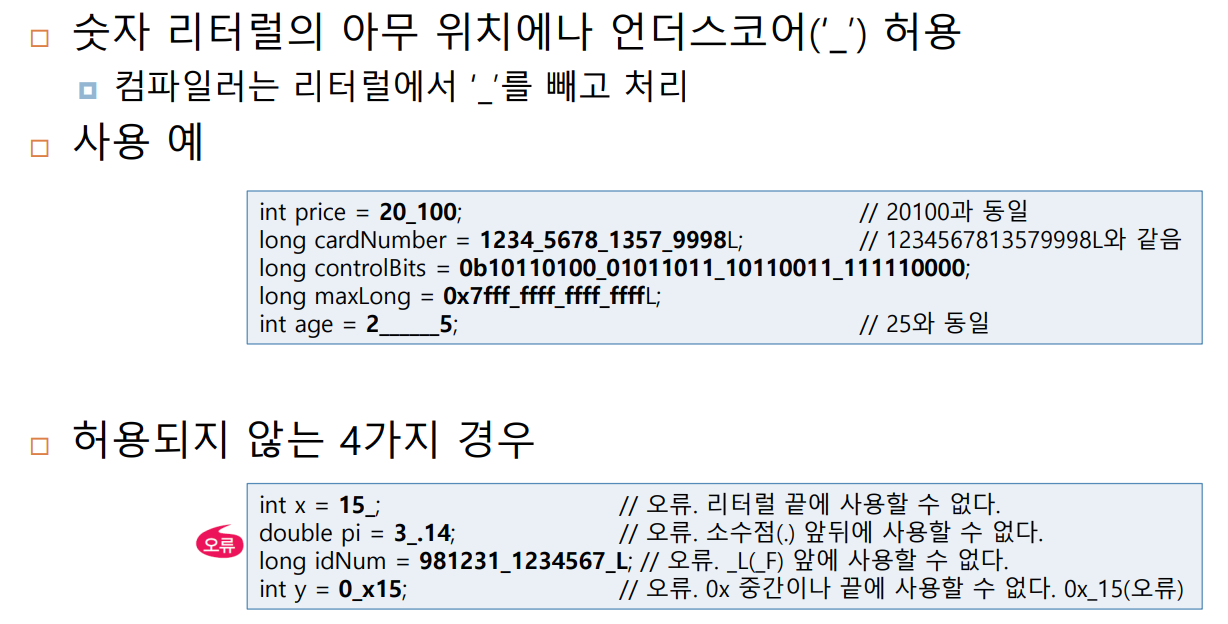 숫자 리터럴의 아무 위치에나 언더스코어('_') 허용
컴파일러는 리터럴에서 '_'를 빼고 처리
사용 예
int price = 20_100; // 20100과 동일
long cardNumber = 1234_5678_1357_9998L; // 1234567813579998L와 같음
long controlBits = 0b10110100_01011011_10110011_111110000;
long maxLong = 0x7fff_ffff_ffff_ffffL;
int age = 2______5; // 25와 동일
허용되지 않는 4가지 경우
오류
int x = 15_; // 오류. 리터럴 끝에 사용할 수 없다.
double pi = 3_.14; // 오류. 소수점(.) 앞뒤에 사용할 수 없다.
long idNum = 981231_1234567_L; // 오류. _L(_F) 앞에 사용할 수 없다.
int y = 0_x15; // 오류. 0x 중간이나 끝에 사용할 수 없다. 0x_15(오류)